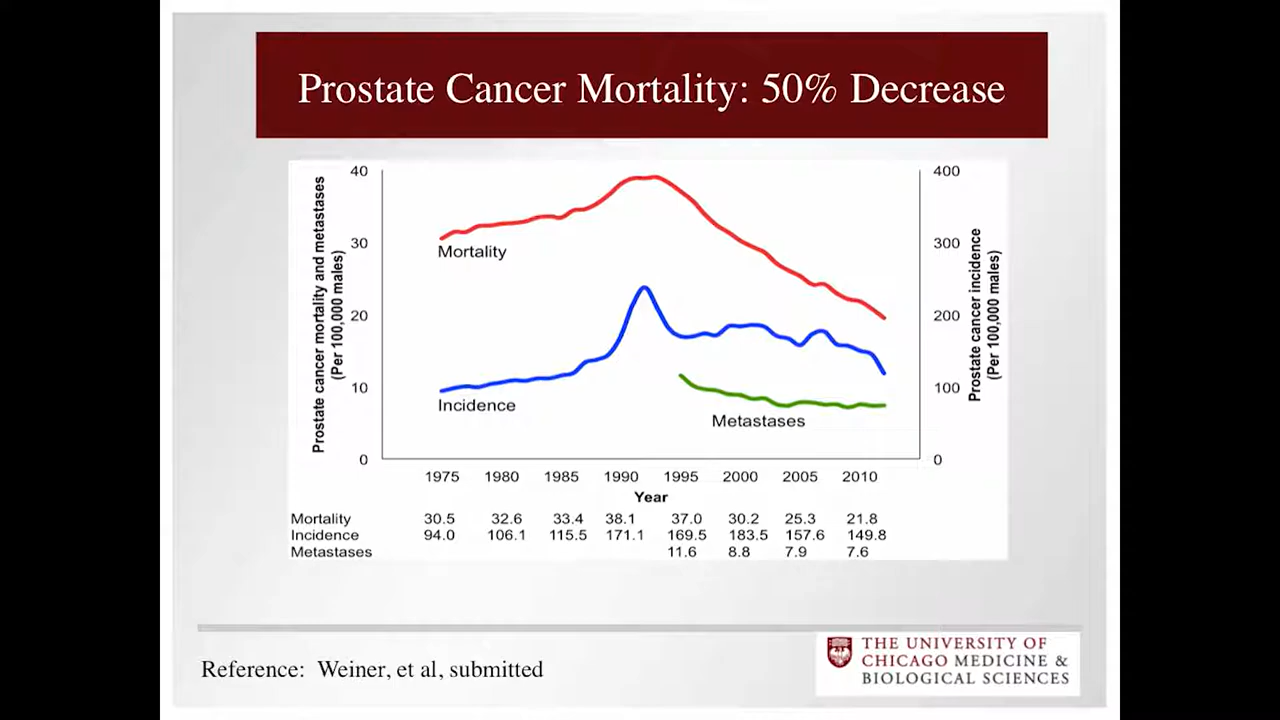 Prostate Cancer Mortality: 50% Decrease
Prostate cancer mortality and metastases
(Per 100,000 males)
40
30
20
10
0
Mortality
Incidence
Metastases
400
300
200
100
0
Prostate cancer incidence
(Per 100,000 males)
1975 1980 1985 1990 1995 2000 2005 2010
Year
Mortality 30.5 32.6 33.4 38.1 37.0 30.2 25.3 21.8
Incidence 94.0 106.1 115.5 171.1 169.5 183.5 157.6 149.8
Metastases 11.6 8.8 7.9 7.6
Reference: Weiner, et al, submitted
THE UNIVERSITY OF
CHICAGO MEDICINE &
BIOLOGICAL SCIENCES